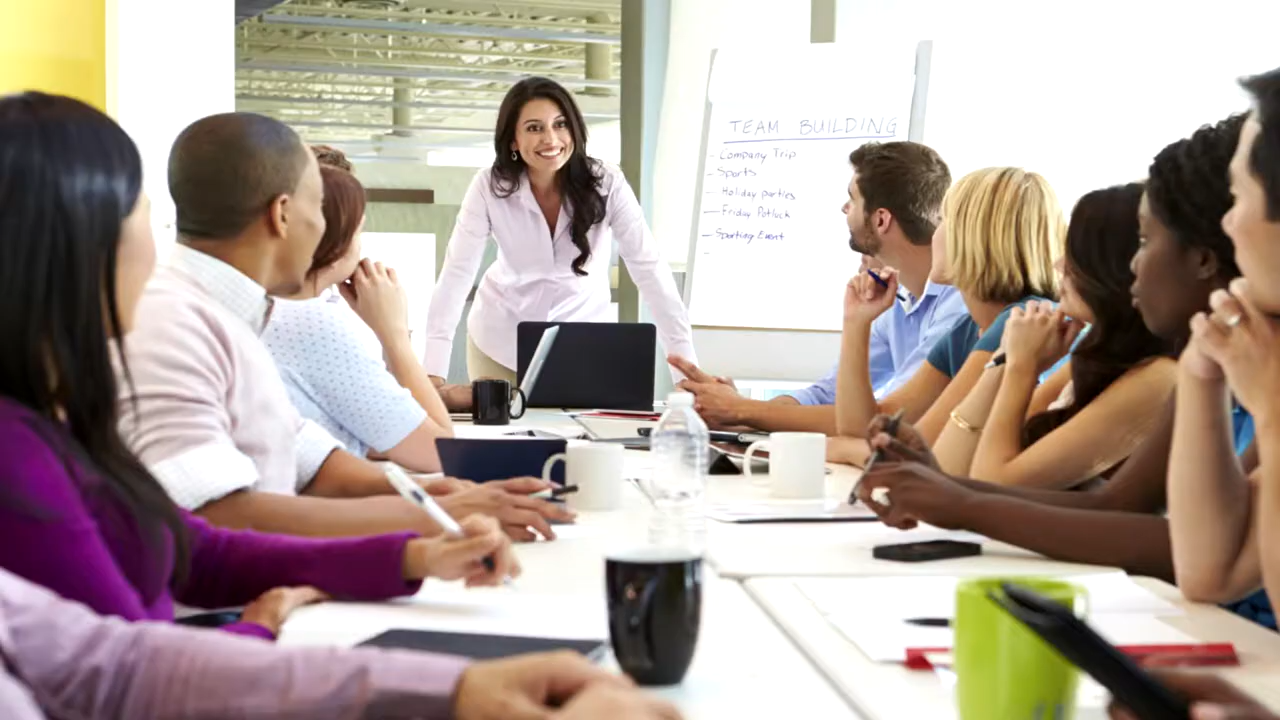 TEAM BUILDING
- Company Trip
- Sports
- Holiday parties
- Friday Potluck
- Sporting Event
-